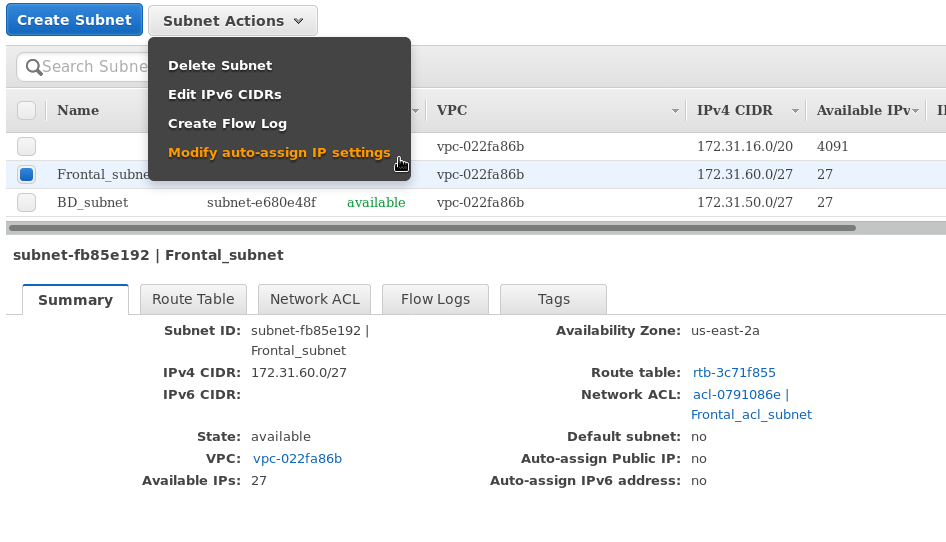 Create Subnet Subnet Actions
Delete Subnet
Edit IPv6 CIDRs
Create Flow Log
Modify auto-assign IP settings
Search Subne
Name VPC IPv4 CIDR Available IPv
vpc-022fa86b 172.31.16.0/20 4091
Frontal_subne vpc-022fa86b 172.31.60.0/27 27
BD_subnet subnet-e680e48f available vpc-022fa86b 172.31.50.0/27 27
subnet-fb85e192 | Frontal_subnet
Summary Route Table Network ACL Flow Logs Tags
Subnet ID: subnet-fb85e192 |
Frontal_subnet
Availability Zone: us-east-2a
IPv4 CIDR: 172.31.60.0/27
Route table: rtb-3c71f855
IPv6 CIDR:
Network ACL: acl-0791086e |
Frontal_acl_subnet
State: available
Default subnet: no
VPC: vpc-022fa86b
Auto-assign Public IP: no
Available IPs: 27
Auto-assign IPv6 address: no